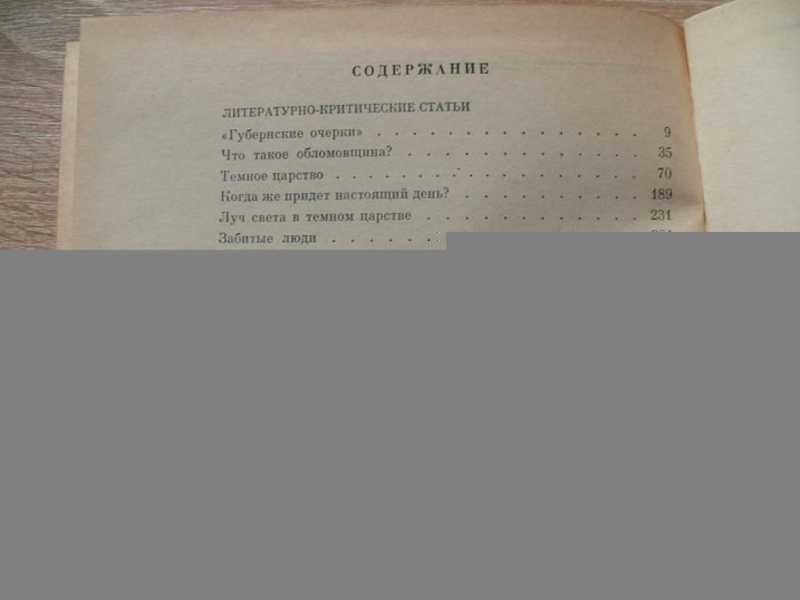 СОДЕРЖАНИЕ
ЛИТЕРАТУРНО-КРИТИЧЕСКИЕ СТАТЬИ
«Губернские очерки» . . . . . . . . . . . . . . . . 9
Что такое обломовщина? . . . . . . . . . . . . . 35
Темное царство . . . . . . . . . . . . . . . . . . 70
Когда же придет настоящий день? . . . . . . . . . . 189
Луч света в темном царстве . . . . . . . . . . . . 231
Забитые люди . . . . . . .